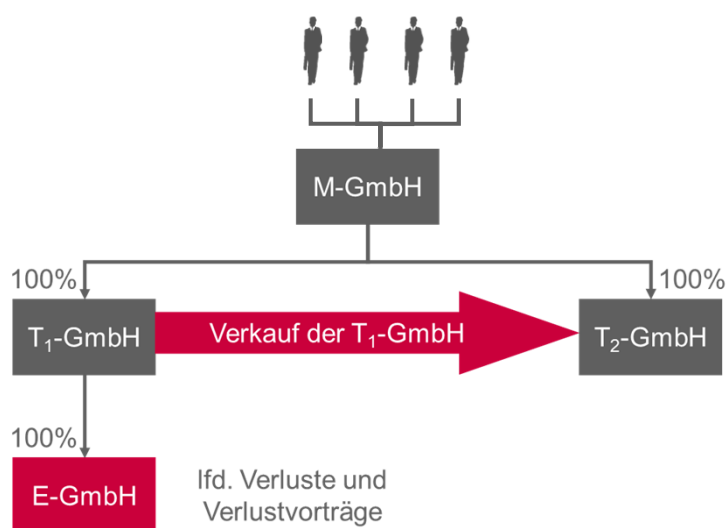 M-GmbH
100%
100%
T₁-GmbH
Verkauf der T₁-GmbH
T₂-GmbH
100%
E-GmbH
lfd. Verluste und
Verlustvorträge